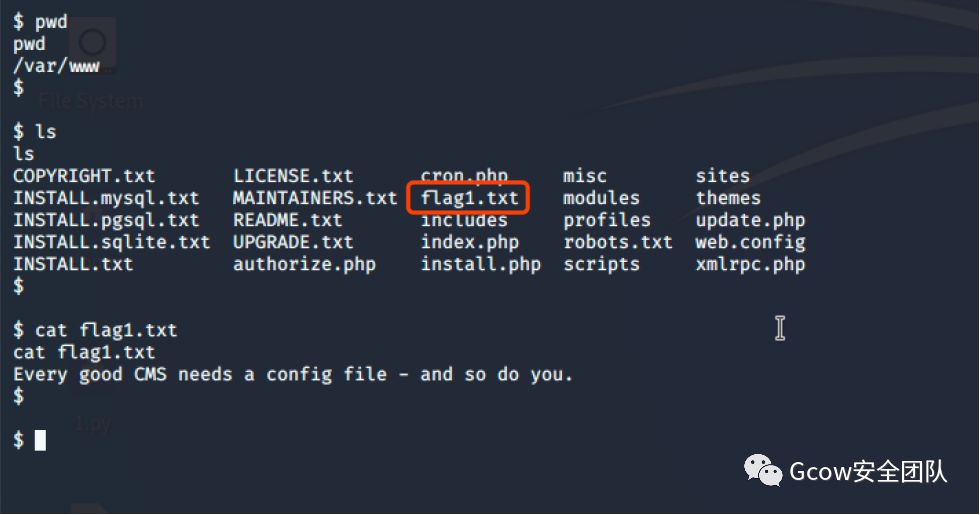 $ pwd
pwd
/var/www
$
File System
$ ls
ls
COPYRIGHT.txt LICENSE.txt cron.php misc sites
INSTALL.mysql.txt MAINTAINERS.txt flag1.txt modules themes
INSTALL.pgsql.txt README.txt includes profiles update.php
INSTALL.sqlite.txt UPGRADE.txt index.php robots.txt web.config
INSTALL.txt authorize.php install.php scripts xmlrpc.php
$
$ cat flag1.txt
cat flag1.txt
Every good CMS needs a config file - and so do you.
$
1.py
$
Gcow安全团队